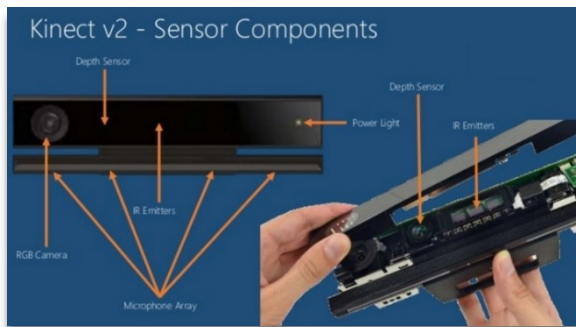 Kinect v2 - Sensor Components
Depth Sensor
Depth Sensor
Power Light
IR Emitters
IR Emitters
RGB Camera
Microphone Array